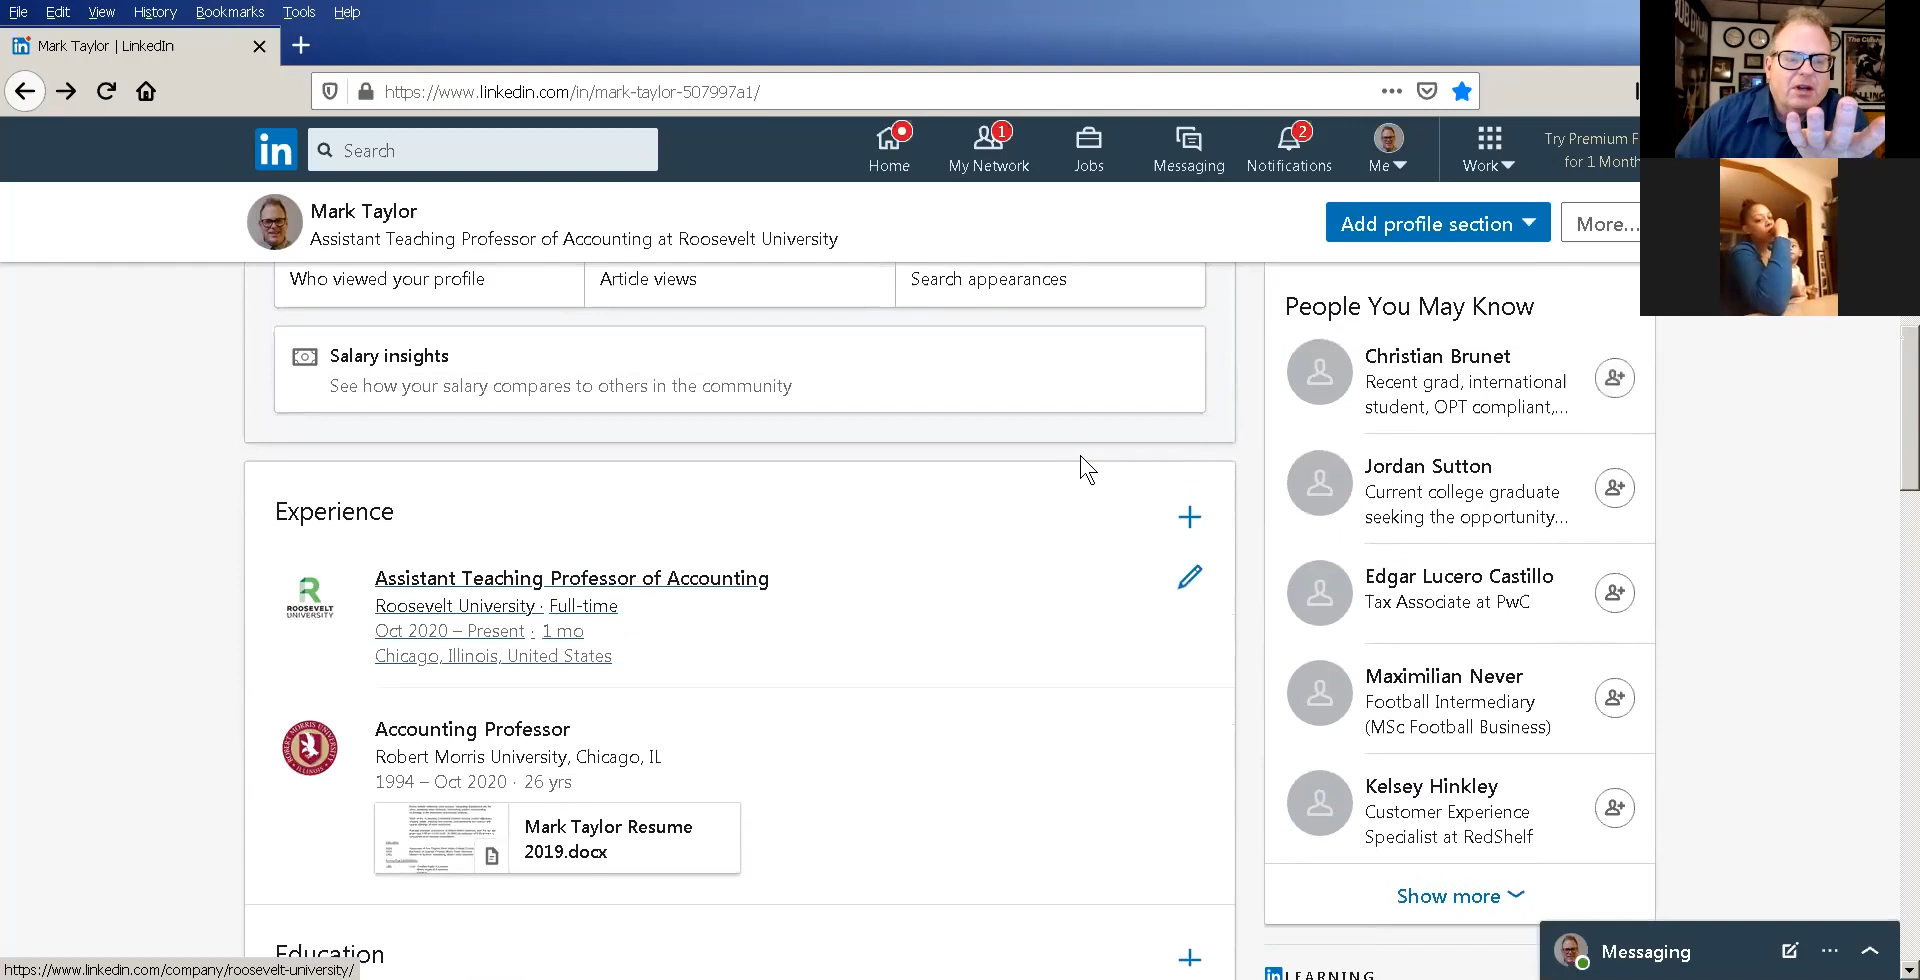 File Edit View History Bookmarks Tools Help
Mark Taylor | LinkedIn
https://www.linkedin.com/in/mark-taylor-507997a1/
in
Search
Home
1
My Network
Jobs
Messaging
2
Notifications
Me
Work
Try Premium F
for 1 Month
Mark Taylor
Assistant Teaching Professor of Accounting at Roosevelt University
Add profile section
More...
Who viewed your profile
Article views
Search appearances
Salary insights
See how your salary compares to others in the community
Experience
ROOSEVELT
UNIVERSITY
Assistant Teaching Professor of Accounting
Roosevelt University · Full-time
Oct 2020 – Present · 1 mo
Chicago, Illinois, United States
Accounting Professor
Robert Morris University, Chicago, IL
1994 – Oct 2020 · 26 yrs
Mark Taylor Resume
2019.docx
Education
People You May Know
Christian Brunet
Recent grad, international
student, OPT compliant,...
Jordan Sutton
Current college graduate
seeking the opportunity...
Edgar Lucero Castillo
Tax Associate at PwC
Maximilian Never
Football Intermediary
(MSc Football Business)
Kelsey Hinkley
Customer Experience
Specialist at RedShelf
Show more
in LEARNING
Messaging
https://www.linkedin.com/company/roosevelt-university/